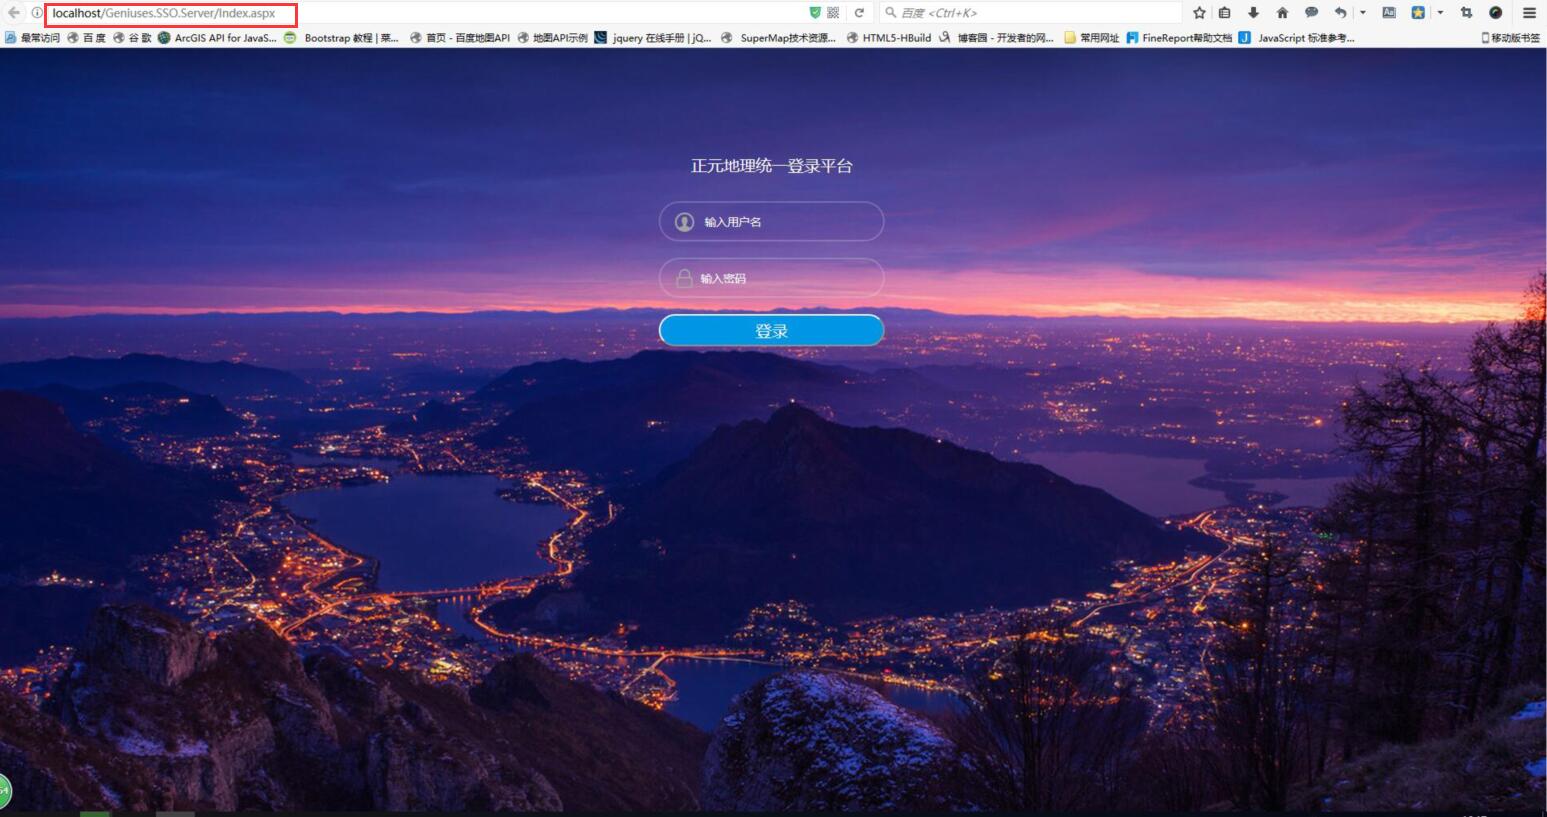 localhost/Geniuses.SSO.Server/Index.aspx
百度 <Ctrl+K>
最常访问 百 度 谷 歌 ArcGIS API for JavaS... Bootstrap 教程 | 菜... 首页 - 百度地图API 地图API示例 jquery 在线手册 | jQ... SuperMap技术资源... HTML5-HBuild 博客园 - 开发者的网... 常用网址 FineReport帮助文档 JavaScript 标准参考... 移动版书签
正元地理统一登录平台
输入用户名
输入密码
登录